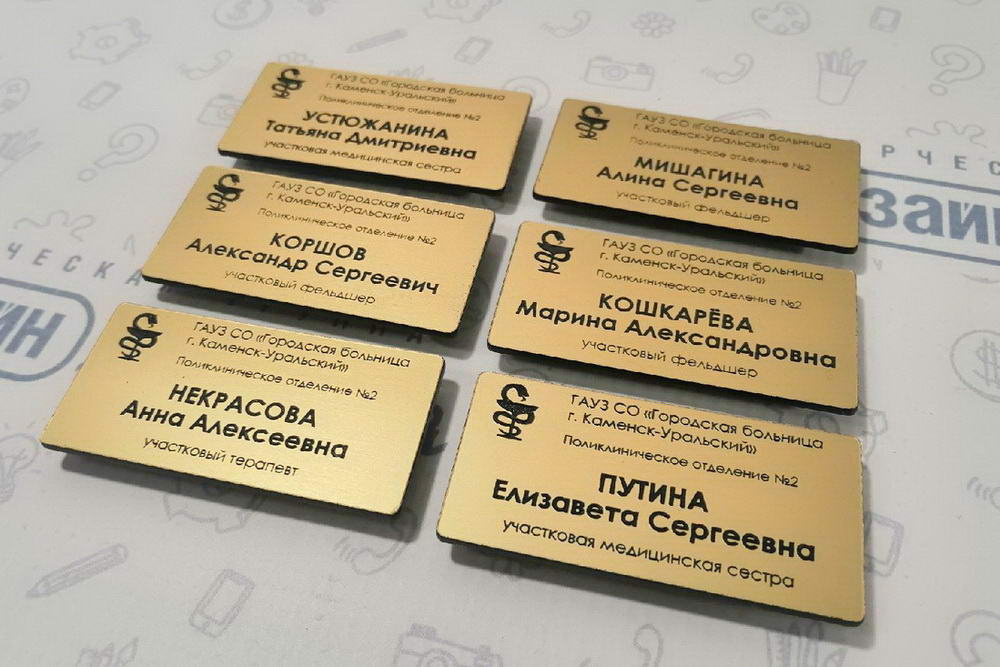 ГАУЗ СО «Городская больница
г. Каменск-Уральский»
Поликлиническое отделение №2
УСТЮЖАНИНА
Татьяна Дмитриевна
участковая медицинская сестра
ГАУЗ СО «Городская больница
г. Каменск-Уральский»
Поликлиническое отделение №2
МИШАГИНА
Алина Сергеевна
участковый фельдшер
ГАУЗ СО «Городская больница
г. Каменск-Уральский»
Поликлиническое отделение №2
КОРШОВ
Александр Сергеевич
участковый фельдшер
ГАУЗ СО «Городская больница
г. Каменск-Уральский»
Поликлиническое отделение №2
КОШКАРЁВА
Марина Александровна
участковый фельдшер
ГАУЗ СО «Городская больница
г. Каменск-Уральский»
Поликлиническое отделение №2
НЕКРАСОВА
Анна Алексеевна
участковый терапевт
ГАУЗ СО «Городская больница
г. Каменск-Уральский»
Поликлиническое отделение №2
ПУТИНА
Елизавета Сергеевна
участковая медицинская сестра